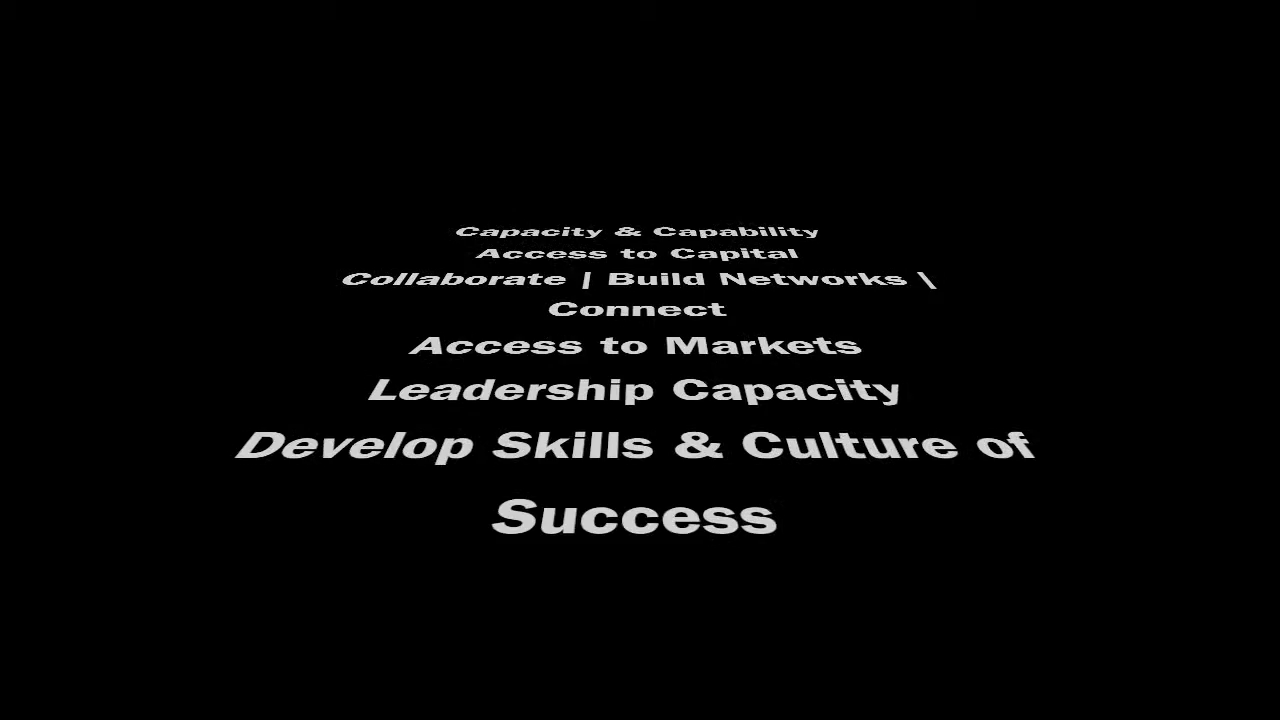 Capacity & Capability
Access to Capital
Collaborate | Build Networks \
Connect
Access to Markets
Leadership Capacity
Develop Skills & Culture of
Success